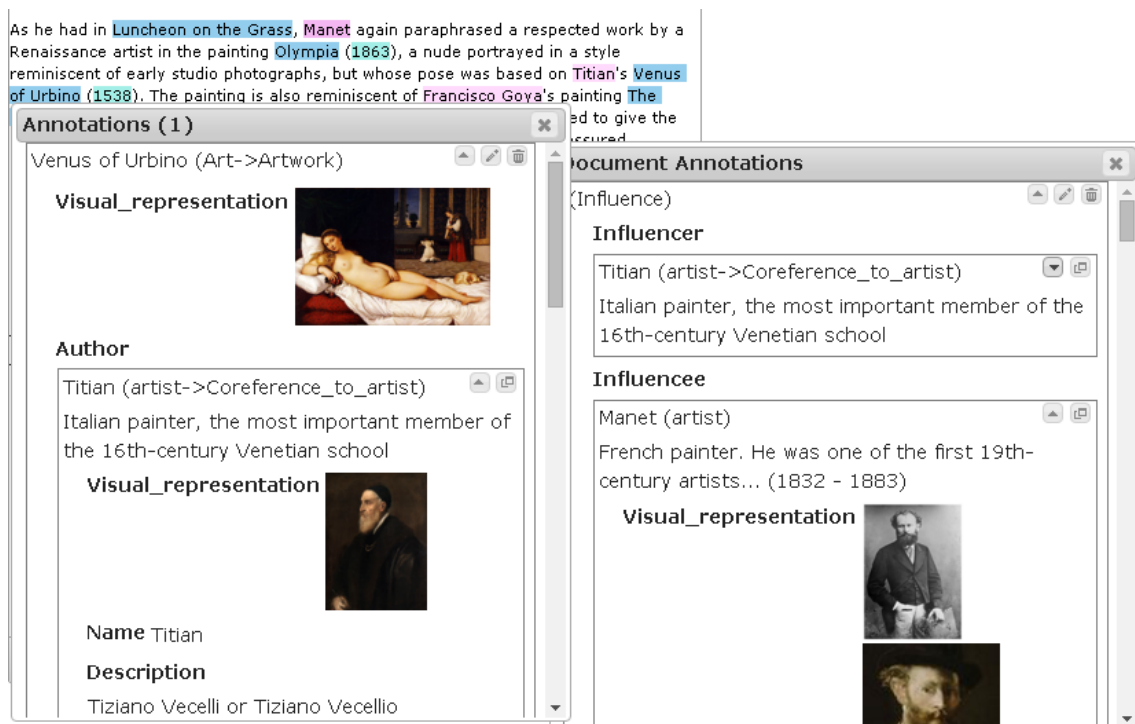 As he had in Luncheon on the Grass, Manet again paraphrased a respected work by a
Renaissance artist in the painting Olympia (1863), a nude portrayed in a style
reminiscent of early studio photographs, but whose pose was based on Titian's Venus
of Urbino (1538). The painting is also reminiscent of Francisco Goya's painting The
ed to give the
Annotations (1)
Venus of Urbino (Art->Artwork)
Visual_representation
Author
Titian (artist->Coreference_to_artist)
Italian painter, the most important member of
the 16th-century Venetian school
Visual_representation
Name Titian
Description
Tiziano Vecelli or Tiziano Vecellio
Document Annotations
(Influence)
Influencer
Titian (artist->Coreference_to_artist)
Italian painter, the most important member of the
16th-century Venetian school
Influencee
Manet (artist)
French painter. He was one of the first 19th-
century artists... (1832 - 1883)
Visual_representation